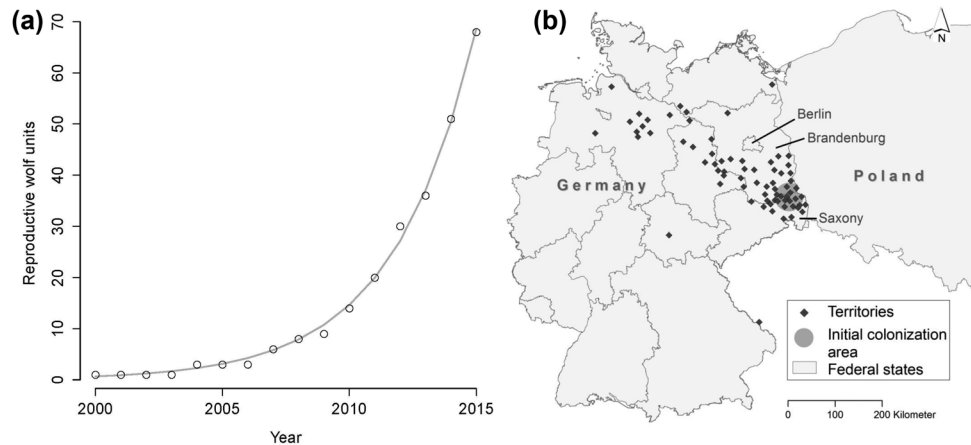 (a)
70
60
50
40
30
20
10
0
Reproductive wolf units
2000
2005
2010
2015
Year
(b)
N
Berlin
Brandenburg
Germany
Poland
Saxony
Territories
Initial colonization
area
Federal states
0
100
200 Kilometer